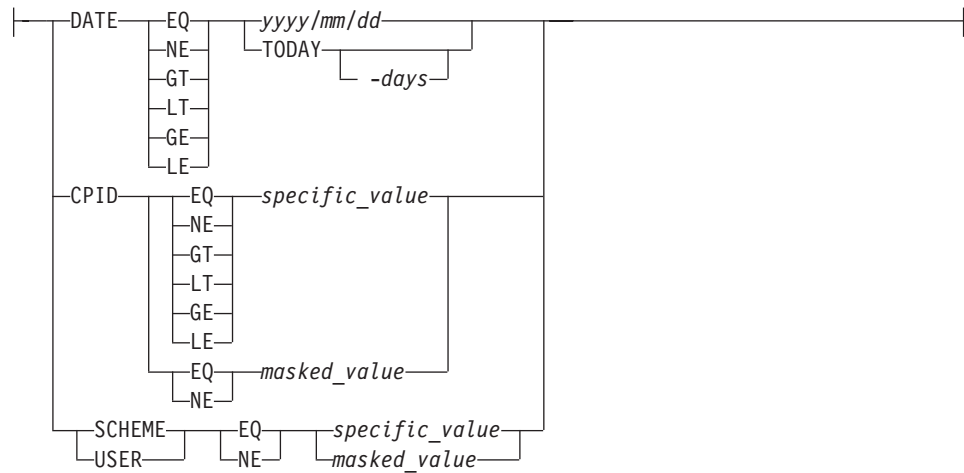 DATE EQ yyyy/mm/dd
NE TODAY
GT -days
LT
GE
LE
CPID EQ specific_value
NE
GT
LT
GE
LE
EQ masked_value
NE
SCHEME EQ specific_value
USER NE masked_value